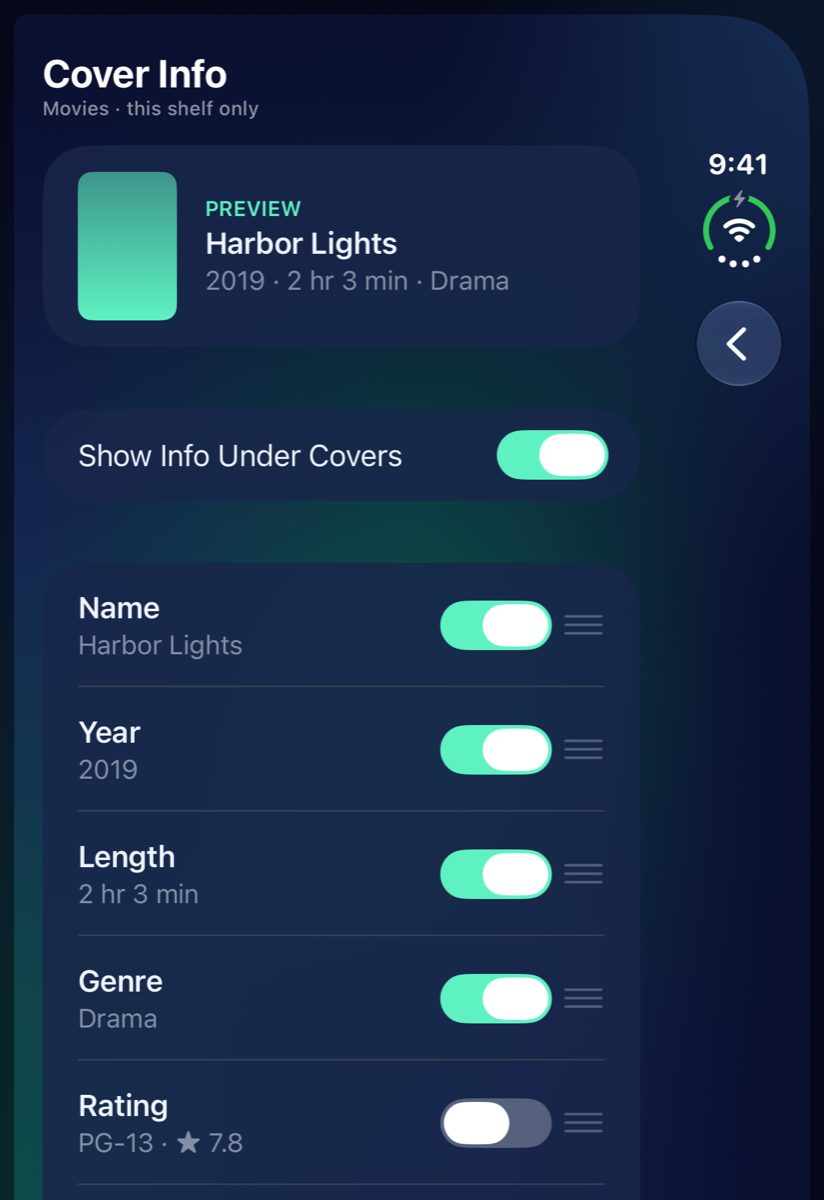 Cover Info
Movies · this shelf only
9:41
PREVIEW
Harbor Lights
2019 · 2 hr 3 min · Drama
Show Info Under Covers
Name
Harbor Lights
Year
2019
Length
2 hr 3 min
Genre
Drama
Rating
PG-13 · ★ 7.8